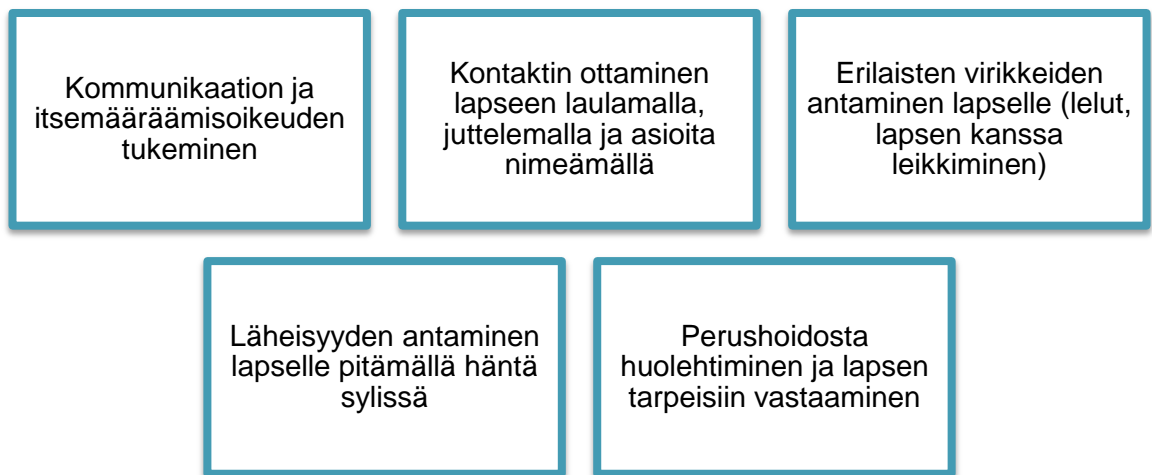 Kommunikaation ja
itsemääräämisoikeuden
tukeminen
Kontaktin ottaminen
lapseen laulamalla,
juttelemalla ja asioita
nimeämällä
Erilaisten virikkeiden
antaminen lapselle (lelut,
lapsen kanssa
leikkiminen)
Läheisyyden antaminen
lapselle pitämällä häntä
sylissä
Perushoidosta
huolehtiminen ja lapsen
tarpeisiin vastaaminen